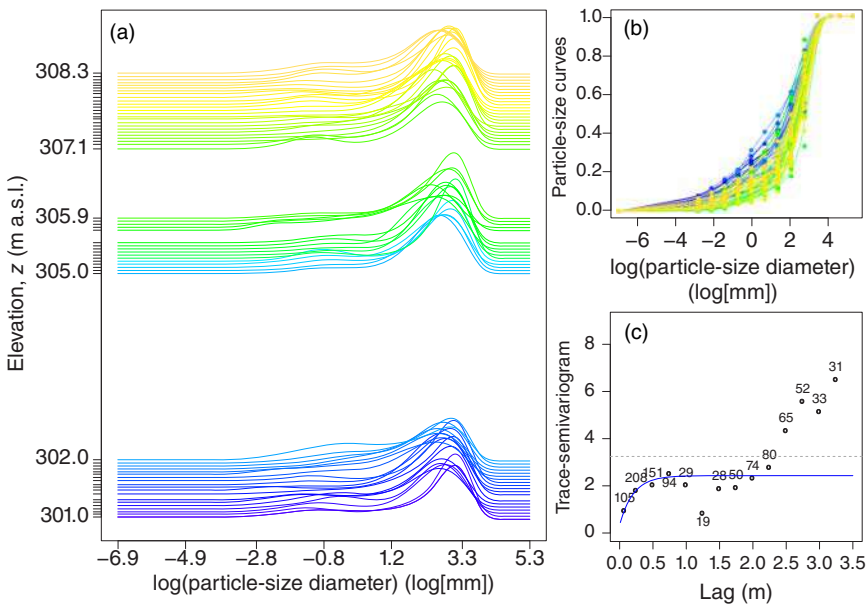 (a)
308.3
307.1
305.9
305.0
302.0
301.0
Elevation, z (m a.s.l.)
−6.9 −4.9 −2.8 −0.8 1.2 3.3 5.3
log(particle-size diameter) (log[mm])
(b)
1.0
0.8
0.6
0.4
0.2
0.0
Particle-size curves
−6 −4 −2 0 2 4
log(particle-size diameter)
(log[mm])
(c)
8
6
4
2
0
Trace-semivariogram
105
208
151
94
29
19
28
50
74
80
65
52
33
31
0.0 0.5 1.0 1.5 2.0 2.5 3.0 3.5
Lag (m)